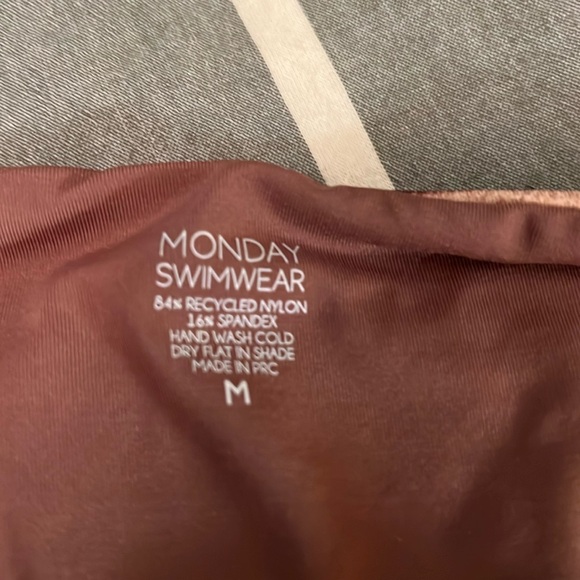 MONDAY
SWIMWEAR
84% RECYCLED NYLON
16% SPANDEX
HAND WASH COLD
DRY FLAT IN SHADE
MADE IN PRC
M